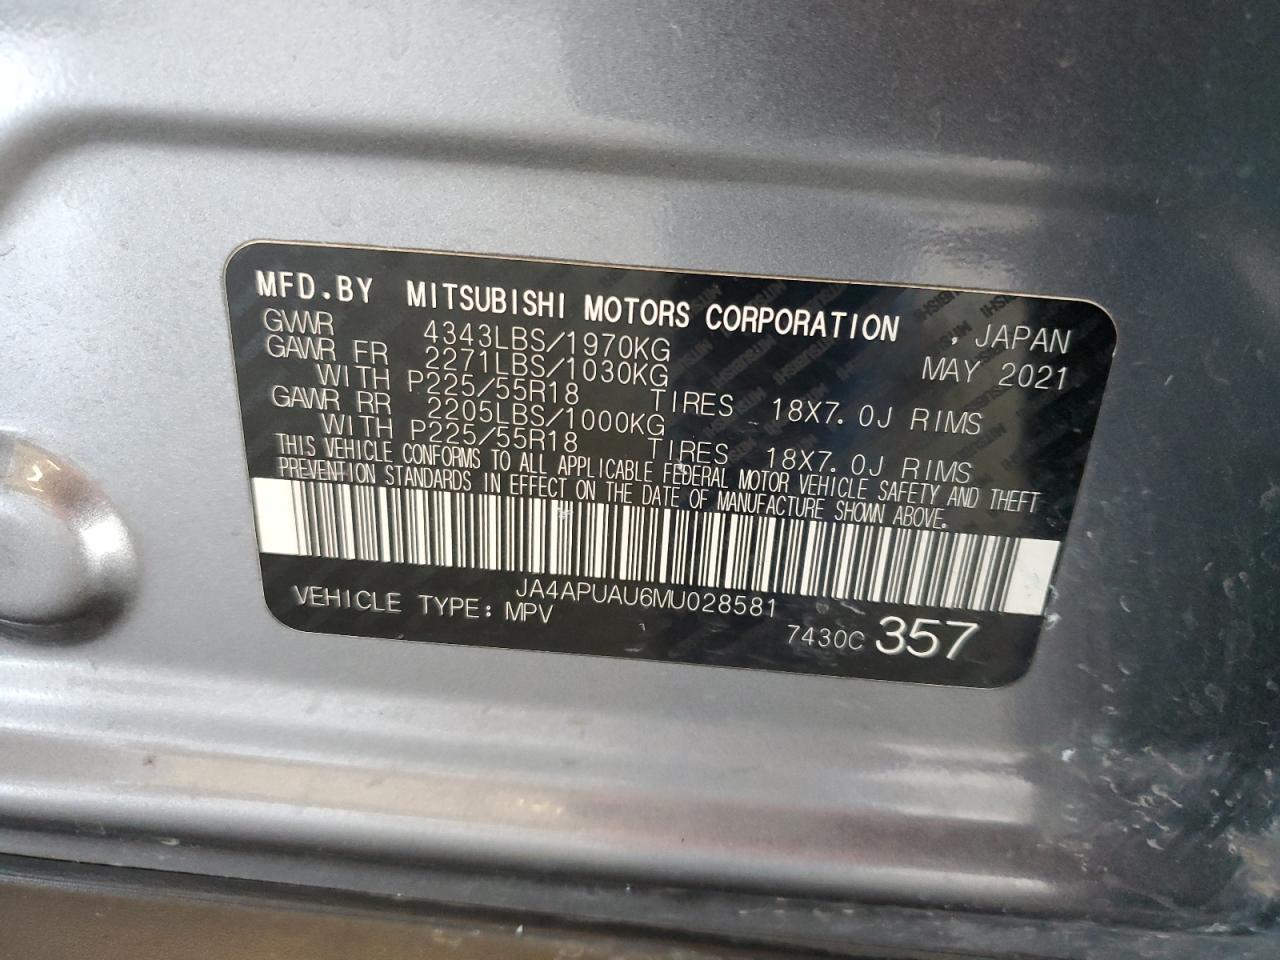 MFD.BY MITSUBISHI MOTORS CORPORATION , JAPAN
GVWR 4343LBS/1970KG MAY 2021
GAWR FR 2271LBS/1030KG
WITH P225/55R18 TIRES 18X7.0J RIMS
GAWR RR 2205LBS/1000KG
WITH P225/55R18 TIRES 18X7.0J RIMS
THIS VEHICLE CONFORMS TO ALL APPLICABLE FEDERAL MOTOR VEHICLE SAFETY AND THEFT
PREVENTION STANDARDS IN EFFECT ON THE DATE OF MANUFACTURE SHOWN ABOVE.
JA4APUAU6MU028581
VEHICLE TYPE: MPV
7430C 357